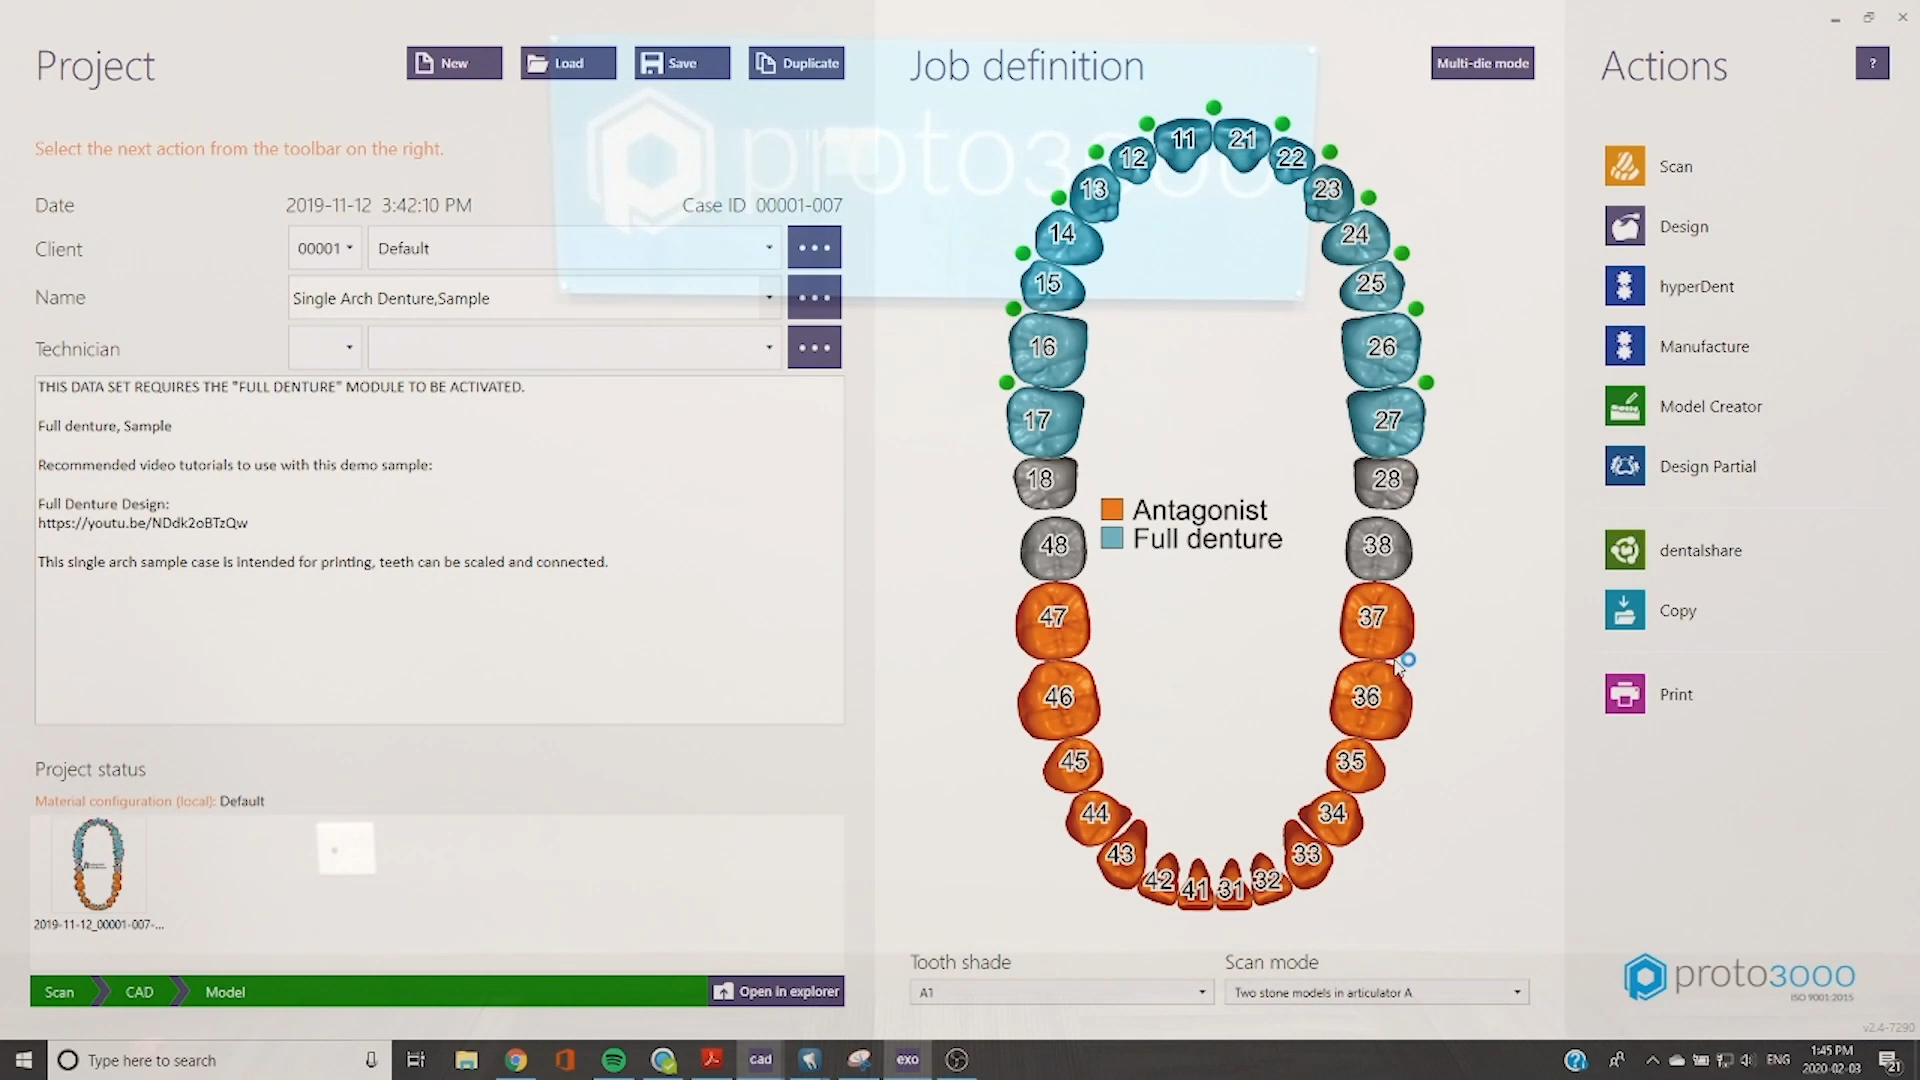 Project
New
Load
Save
Duplicate
Job definition
Multi-die mode
Actions
?
proto3000
Select the next action from the toolbar on the right.
Date
2019-11-12 3:42:10 PM
Case ID 00001-007
Client
00001
Default
Name
Single Arch Denture,Sample
Technician
THIS DATA SET REQUIRES THE "FULL DENTURE" MODULE TO BE ACTIVATED.
Full denture, Sample
Recommended video tutorials to use with this demo sample:
Full Denture Design:
https://youtu.be/NDdk2oBTzQw
This single arch sample case is intended for printing, teeth can be scaled and connected.
Project status
Material configuration (local): Default
2019-11-12_00001-007-...
Scan
CAD
Model
Open in explorer
11
21
12
22
13
23
14
24
15
25
16
26
17
27
18
28
Antagonist
Full denture
48
38
47
37
46
36
45
35
44
34
43
33
42
41
31
32
Tooth shade
A1
Scan mode
Two stone models in articulator A
Scan
Design
hyperDent
Manufacture
Model Creator
Design Partial
dentalshare
Copy
Print
proto3000
ISO 9001:2015
v2.4-7290
Type here to search
cad
exo
ENG
1:45 PM
2020-02-03
21